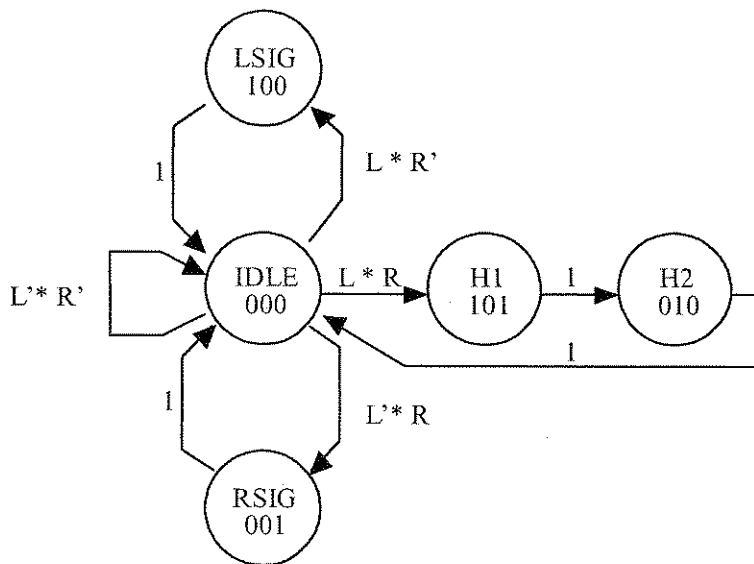 LSIG
100
1
L * R'
L'* R'
IDLE
000
L * R
H1
101
1
H2
010
1
1
L'* R
RSIG
001